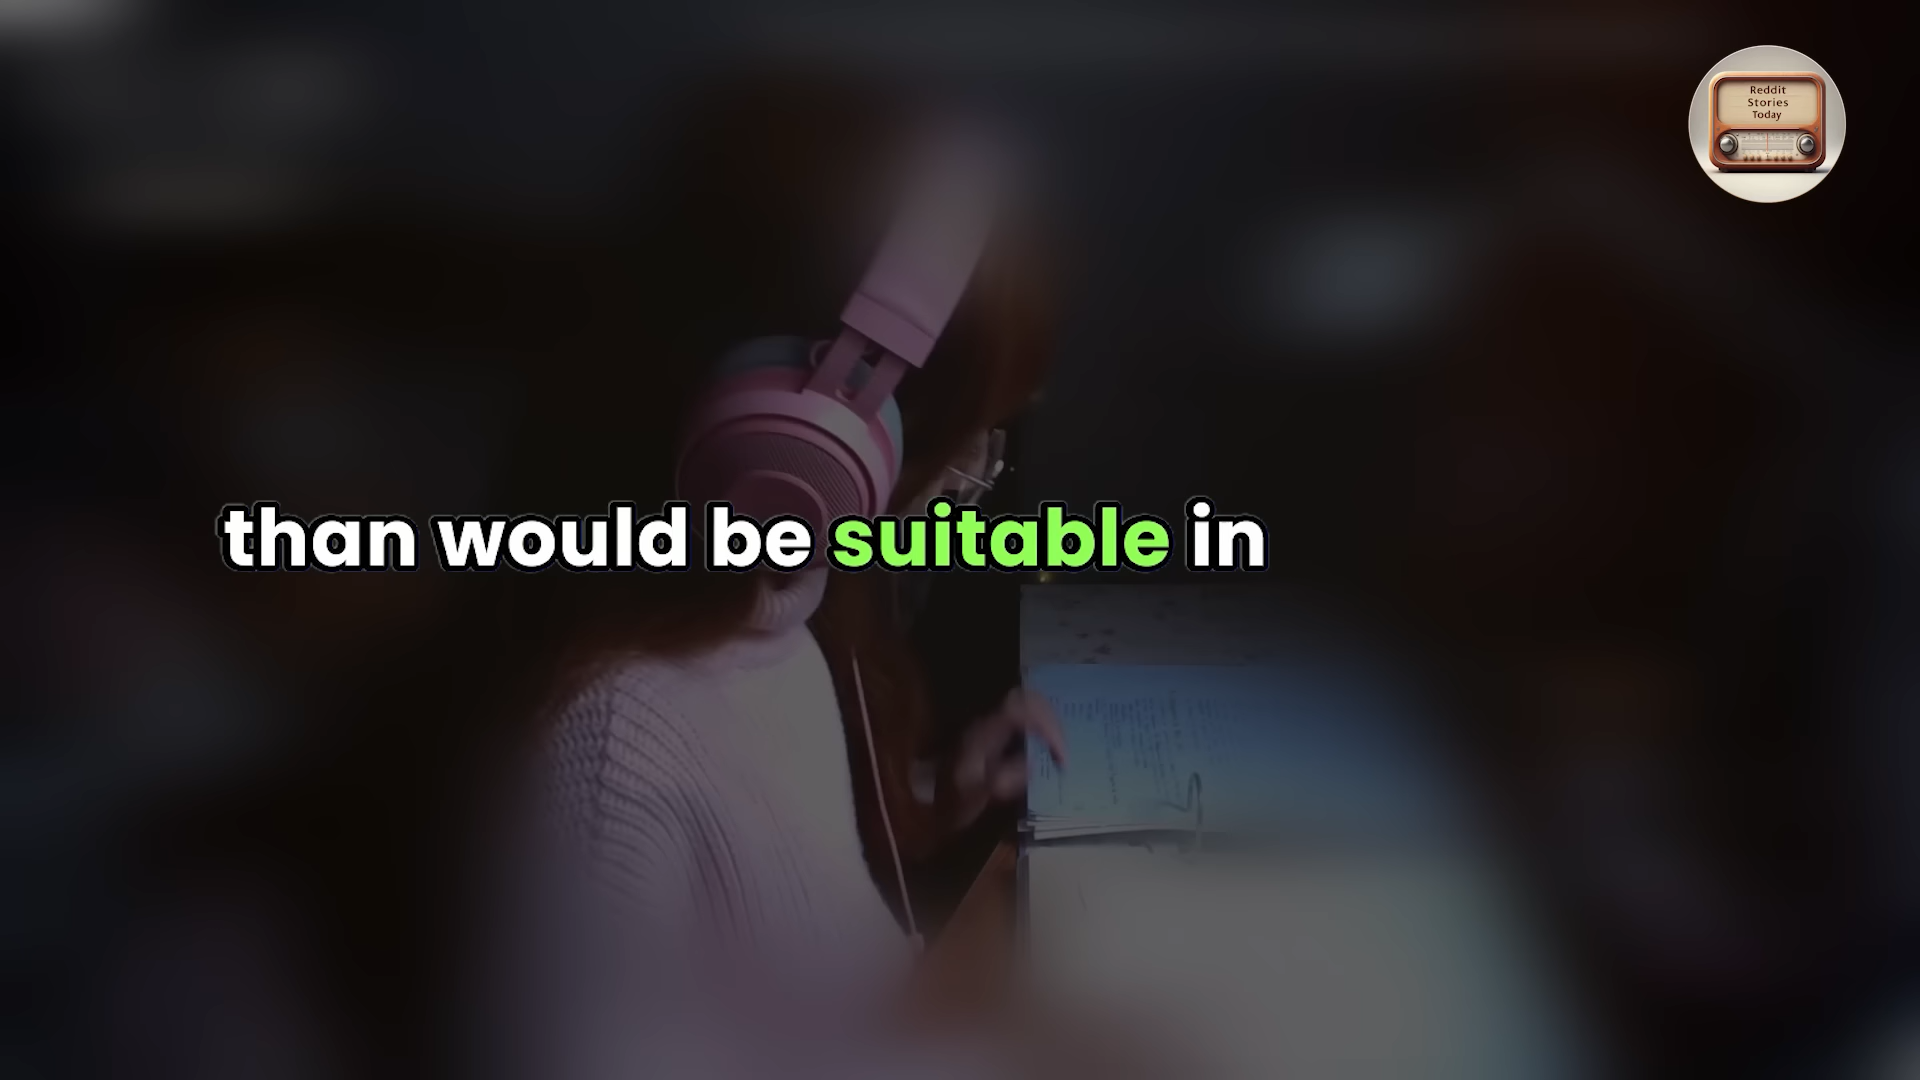 Reddit
Stories
Today
than would be suitable in